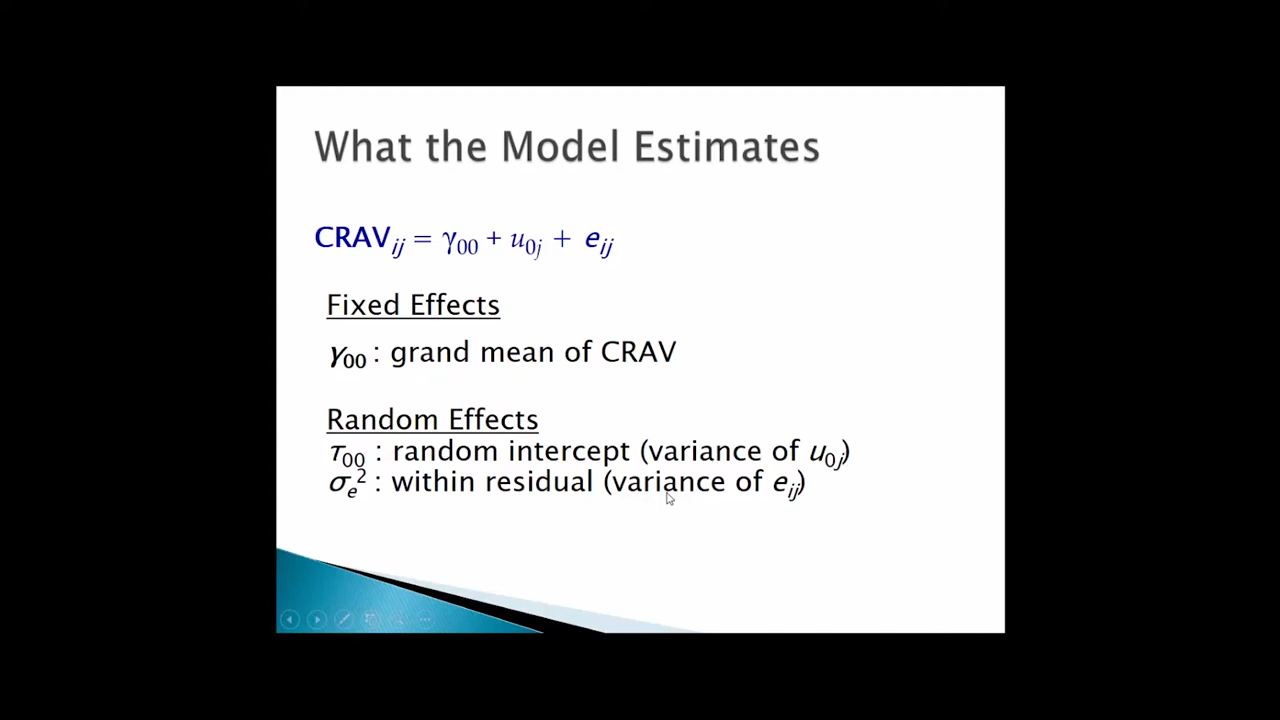 What the Model Estimates
CRAVij = γ00 + u0j + eij
Fixed Effects
γ00 : grand mean of CRAV
Random Effects
τ00 : random intercept (variance of u0j)
σe² : within residual (variance of eij)